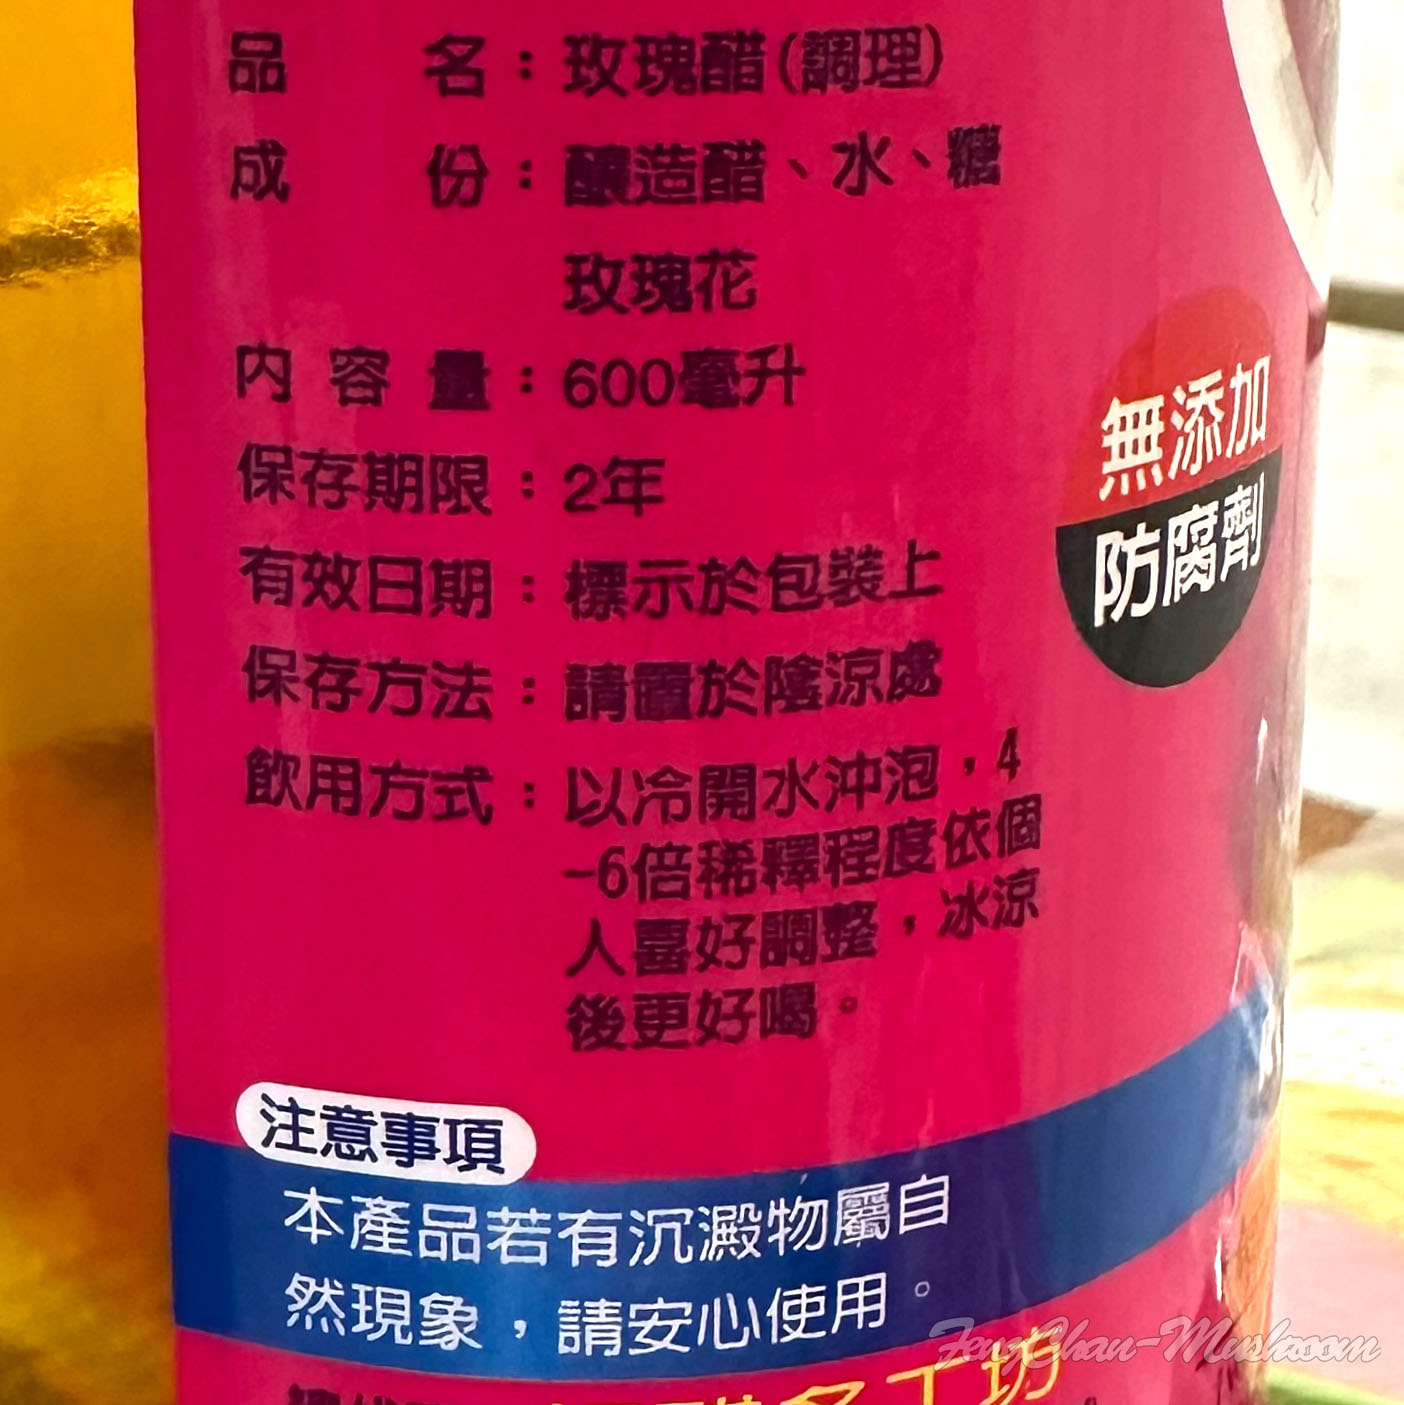 品名：玫瑰醋(調理)
成份：釀造醋、水、糖
玫瑰花
內容量：600毫升
保存期限：2年
有效日期：標示於包裝上
保存方法：請置於陰涼處
飲用方式：以冷開水沖泡，4
-6倍稀釋程度依個
人喜好調整，冰涼
後更好喝。
無添加
防腐劑
注意事項
本產品若有沉澱物屬自
然現象，請安心使用。
FengChan-Mushroom